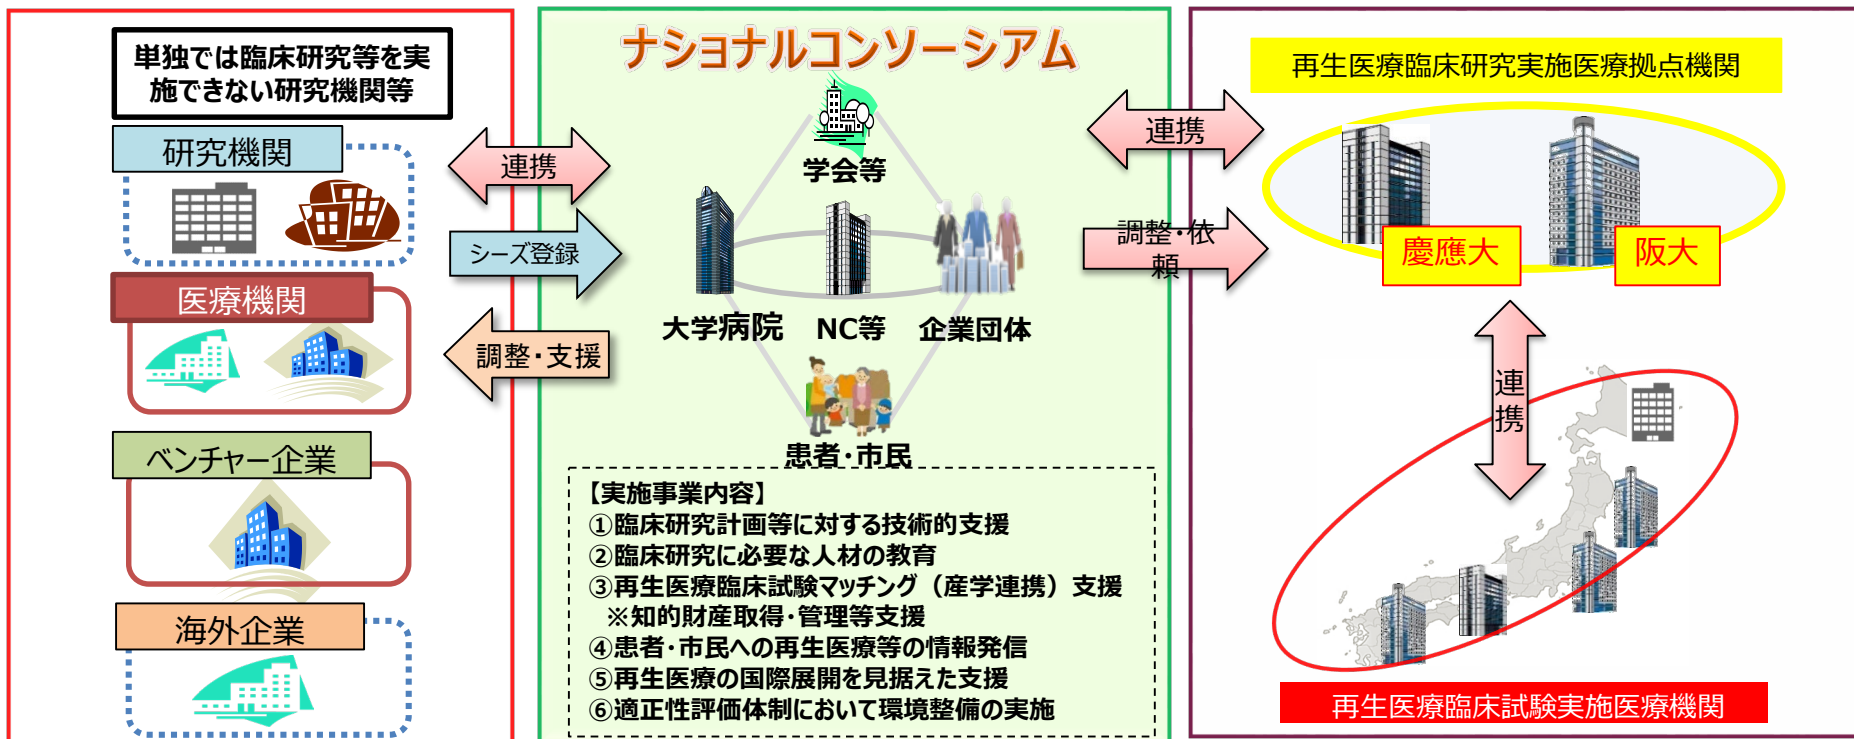 単独では臨床研究等を実
施できない研究機関等
研究機関
医療機関
ベンチャー企業
海外企業
連携
シーズ登録
調整・支援
ナショナルコンソーシアム
学会等
大学病院
NC等
企業団体
患者・市民
【実施事業内容】
①臨床研究計画等に対する技術的支援
②臨床研究に必要な人材の教育
③再生医療臨床試験マッチング（産学連携）支援
※知的財産取得・管理等支援
④患者・市民への再生医療等の情報発信
⑤再生医療の国際展開を見据えた支援
⑥適正性評価体制において環境整備の実施
連携
調整・依
頼
再生医療臨床研究実施医療拠点機関
慶應大
阪大
連
携
再生医療臨床試験実施医療機関